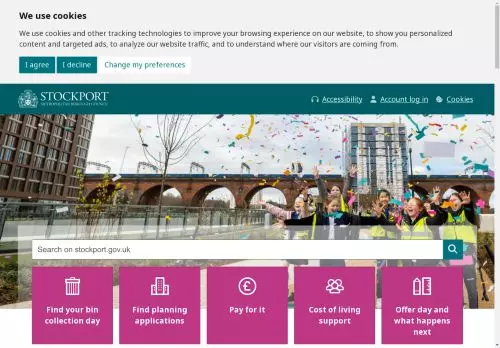 We use cookies
We use cookies and other tracking technologies to improve your browsing experience on our website, to show you personalized
content and targeted ads, to analyze our website traffic, and to understand where our visitors are coming from.
I agree
I decline
Change my preferences
STOCKPORT
METROPOLITAN BOROUGH COUNCIL
Accessibility
Account log in
Cookies
Search on stockport.gov.uk
Find your bin
collection day
Find planning
applications
Pay for it
Cost of living
support
Offer day and
what happens
next